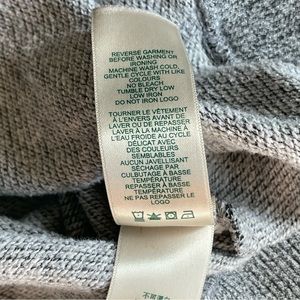 REVERSE GARMENT
BEFORE WASHING OR
IRONING
MACHINE WASH COLD,
GENTLE CYCLE WITH LIKE
COLOURS
NO BLEACH
TUMBLE DRY LOW
LOW IRON
DO NOT IRON LOGO
TOURNER LE VÊTEMENT
À L'ENVERS AVANT DE
LAVER OU DE REPASSER
LAVER À LA MACHINE À
L'EAU FROIDE AU CYCLE
DÉLICAT AVEC
DES COULEURS
SEMBLABLES
AUCUN JAVELLISANT
SÉCHAGE PAR
CULBUTAGE À BASSE
TEMPÉRATURE
REPASSER À BASSE
TEMPÉRATURE
NE PAS REPASSER LE
LOGO